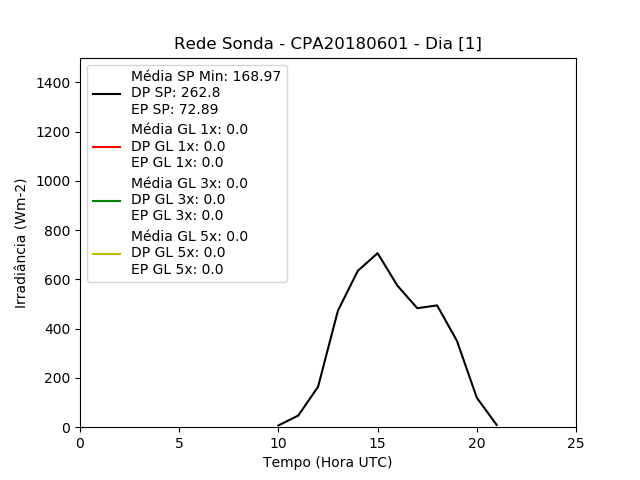 Rede Sonda - CPA20180601 - Dia [1]
Média SP Min: 168.97
DP SP: 262.8
EP SP: 72.89
Média GL 1x: 0.0
DP GL 1x: 0.0
EP GL 1x: 0.0
Média GL 3x: 0.0
DP GL 3x: 0.0
EP GL 3x: 0.0
Média GL 5x: 0.0
DP GL 5x: 0.0
EP GL 5x: 0.0
Irradiância (Wm-2)
1400
1200
1000
800
600
400
200
0
0 5 10 15 20 25
Tempo (Hora UTC)